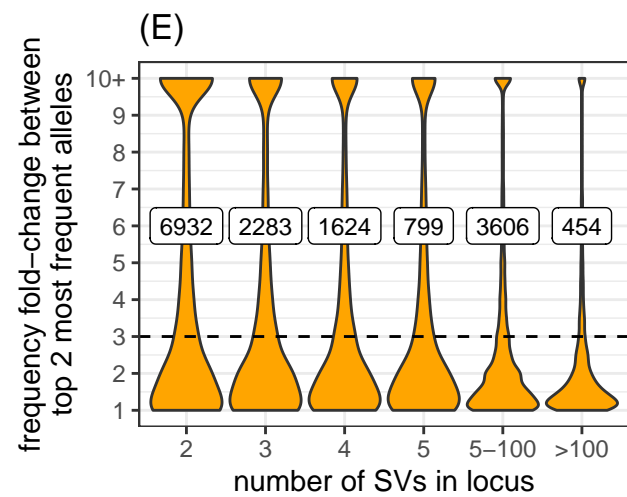 (E)
frequency fold−change between
top 2 most frequent alleles
10+
9
8
7
6
5
4
3
2
1
6932 2283 1624 799 3606 454
2 3 4 5 5−100 >100
number of SVs in locus